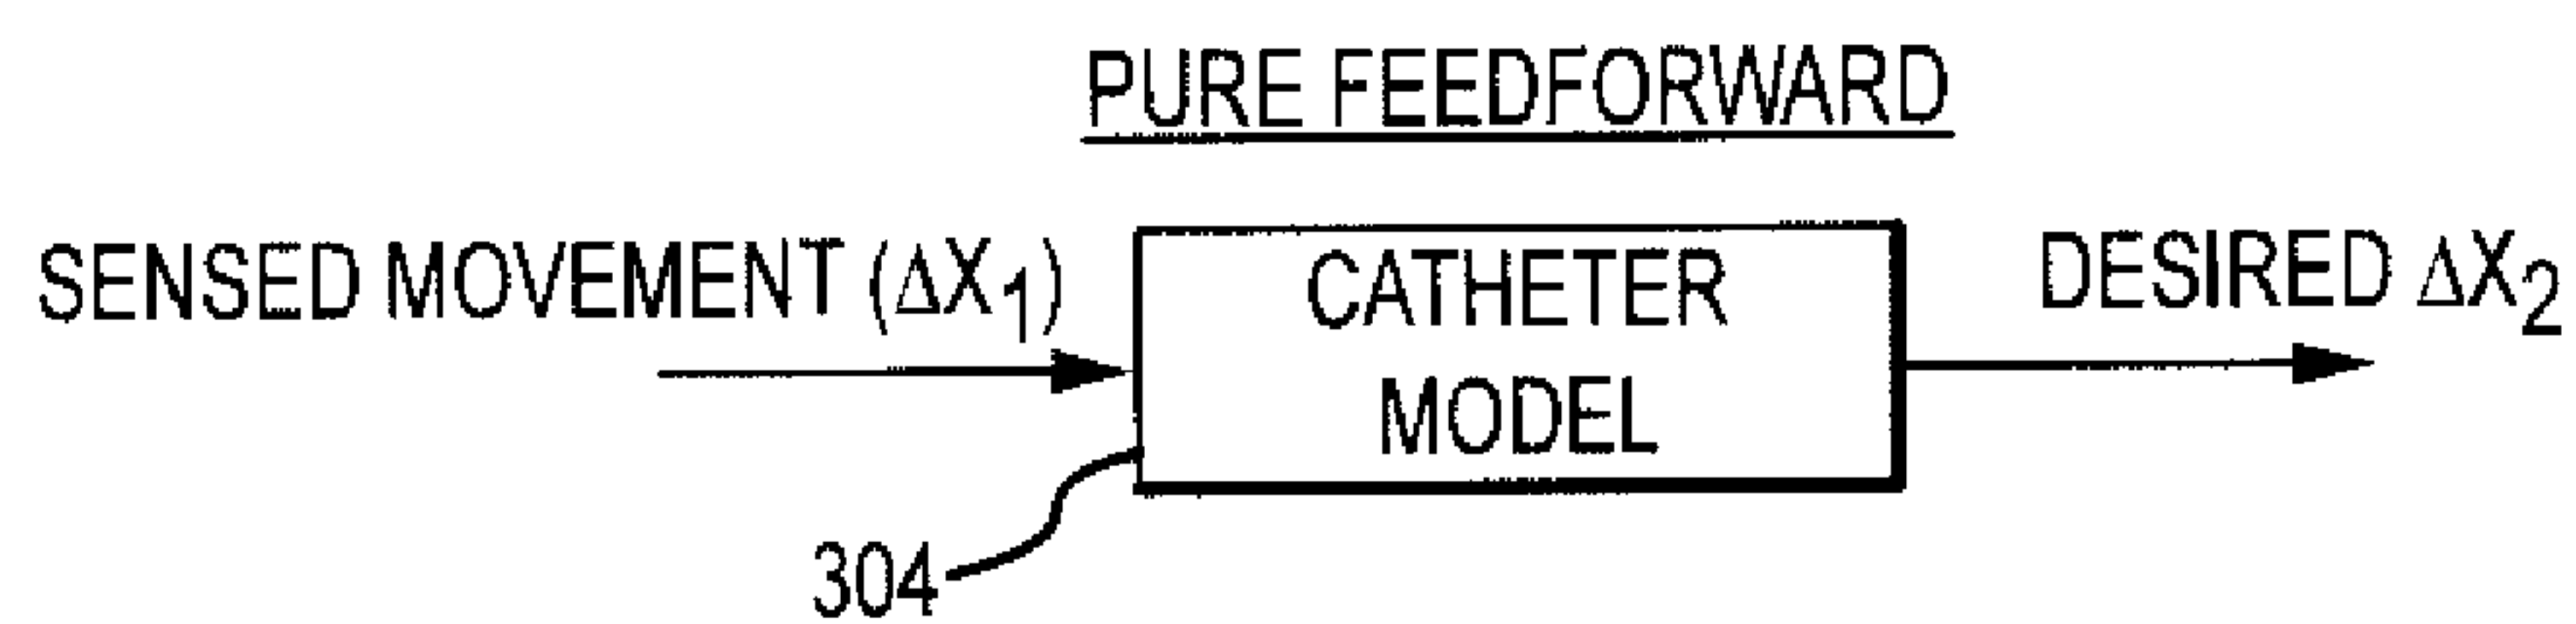 PURE FEEDFORWARD
SENSED MOVEMENT (ΔX₁)
CATHETER
MODEL
DESIRED ΔX₂
304